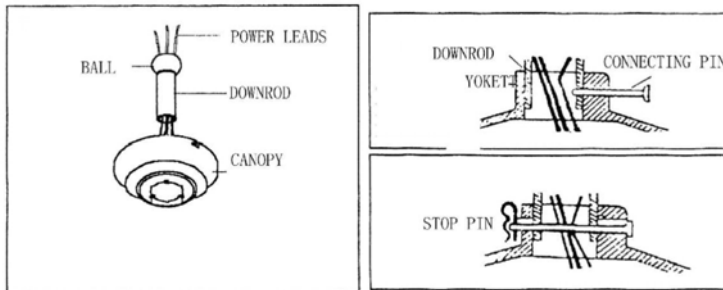 POWER LEADS
BALL
DOWNROD
CANOPY
DOWNROD
YOKET
CONNECTING PIN
STOP PIN